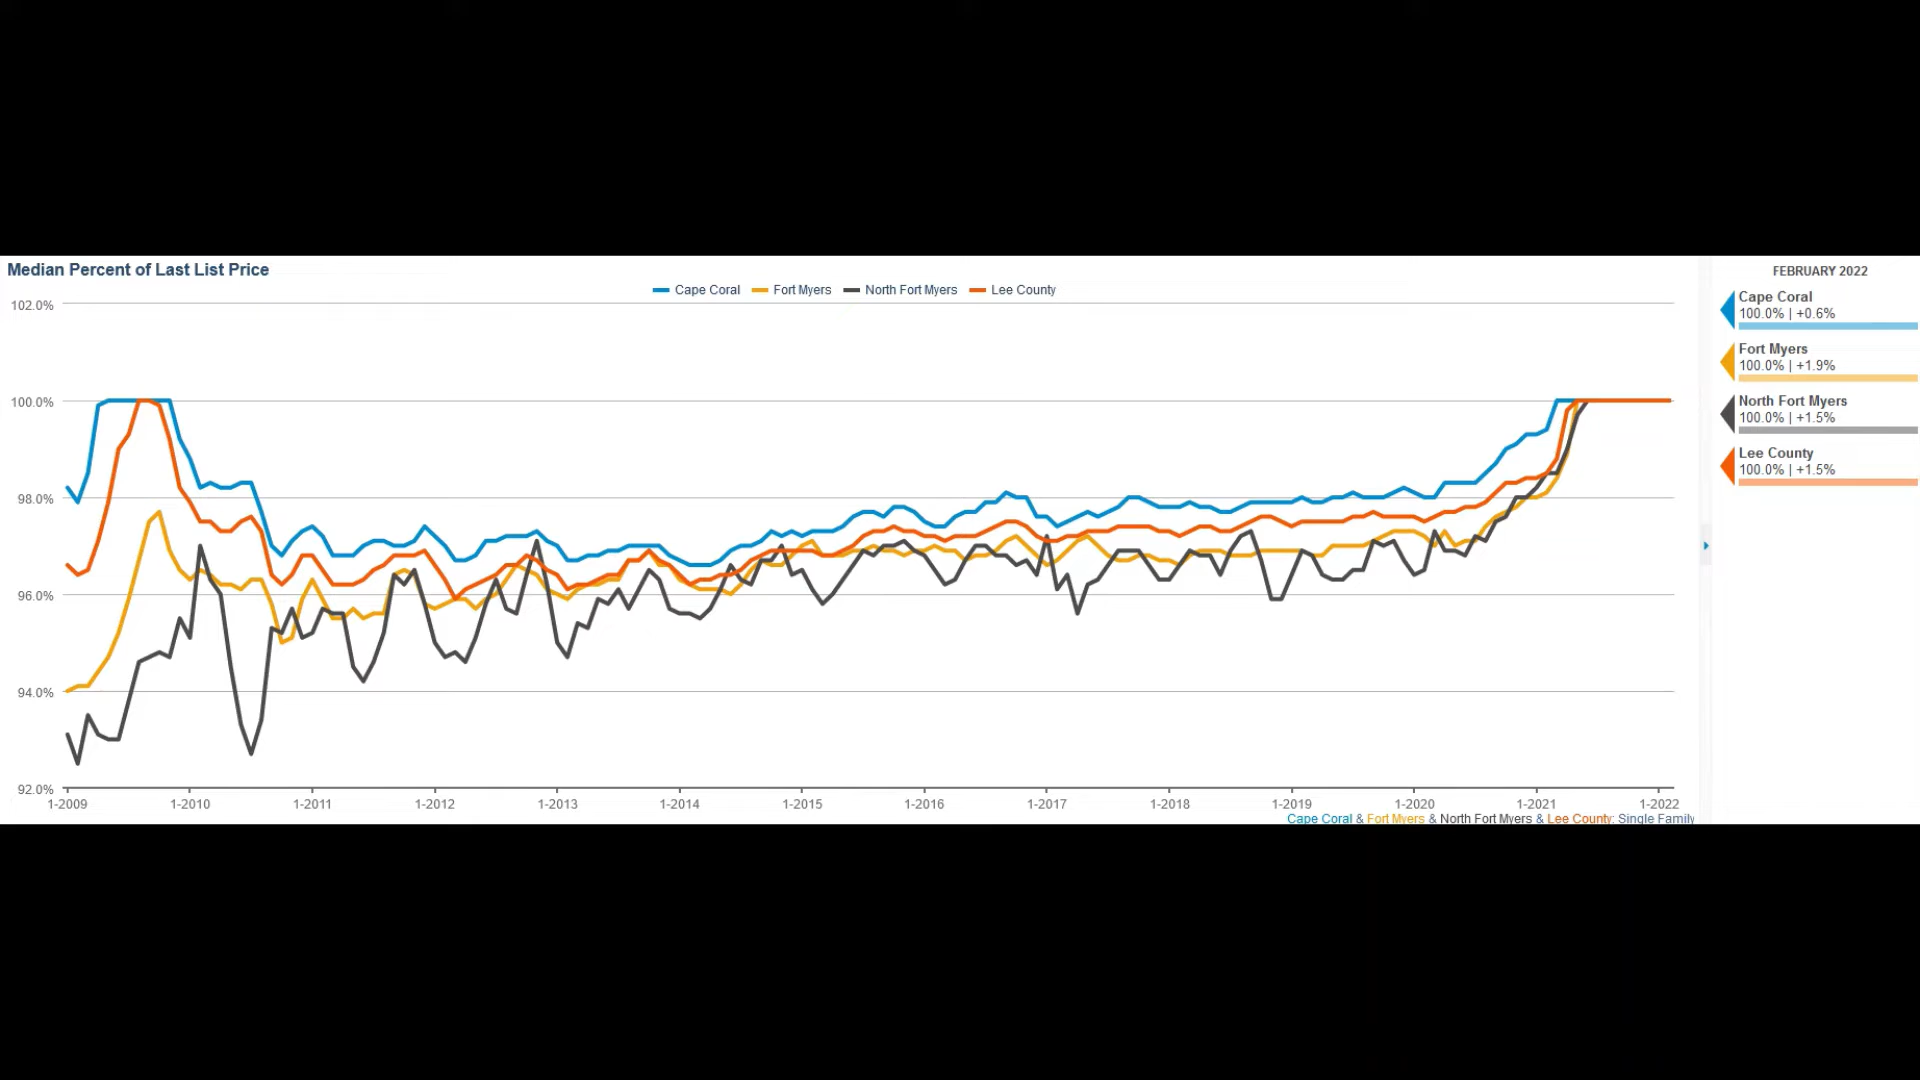 Median Percent of Last List Price
Cape Coral Fort Myers North Fort Myers Lee County
102.0%
100.0%
98.0%
96.0%
94.0%
92.0%
1-2009 1-2010 1-2011 1-2012 1-2013 1-2014 1-2015 1-2016 1-2017 1-2018 1-2019 1-2020 1-2021 1-2022
Cape Coral & Fort Myers & North Fort Myers & Lee County: Single Family
FEBRUARY 2022
Cape Coral
100.0% | +0.6%
Fort Myers
100.0% | +1.9%
North Fort Myers
100.0% | +1.5%
Lee County
100.0% | +1.5%